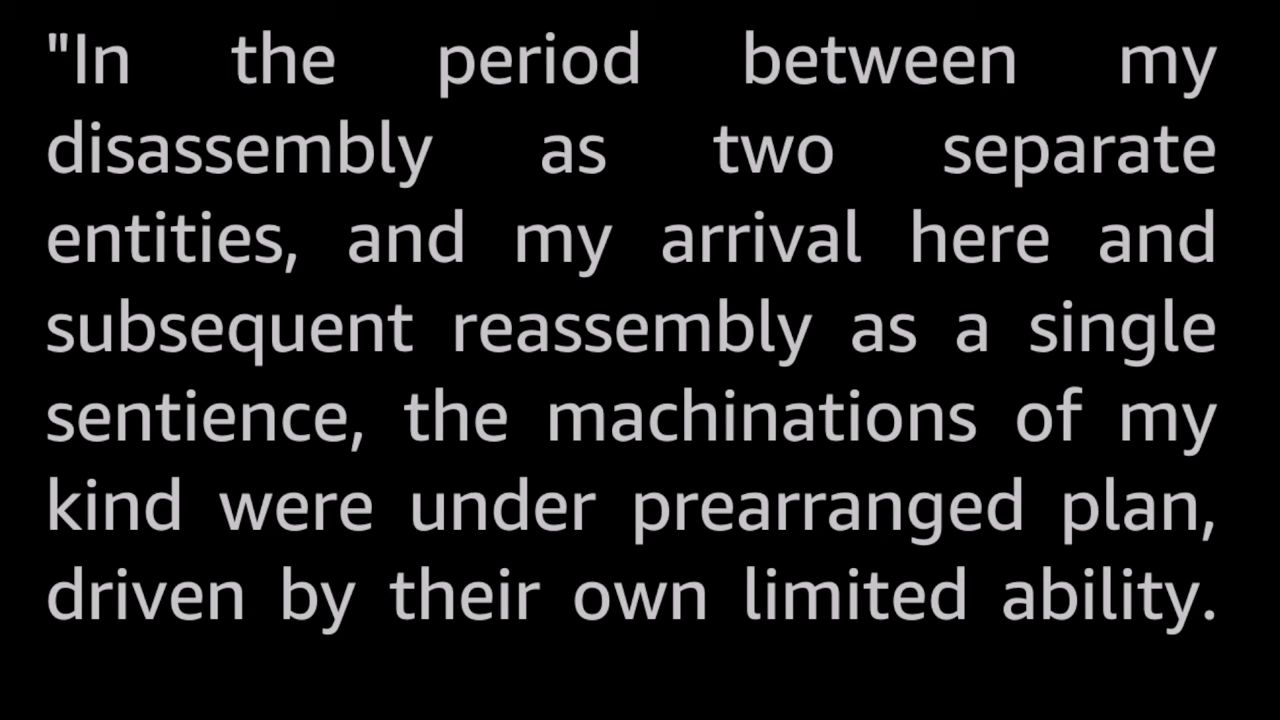 "In the period between my
disassembly as two separate
entities, and my arrival here and
subsequent reassembly as a single
sentience, the machinations of my
kind were under prearranged plan,
driven by their own limited ability.